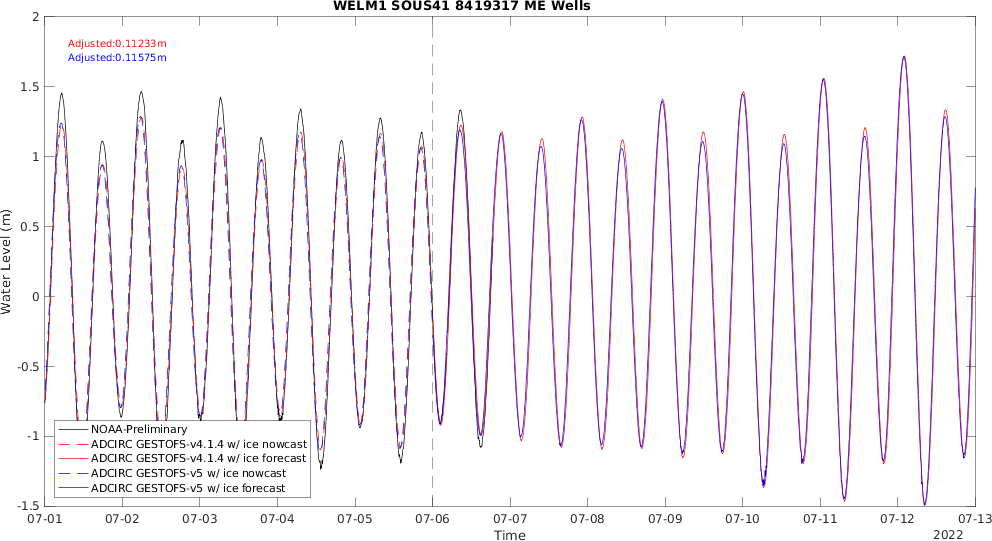 WELM1 SOUS41 8419317 ME Wells
2
Adjusted:0.11233m
Adjusted:0.11575m
1.5
1
0.5
0
-0.5
-1
-1.5
Water Level (m)
NOAA-Preliminary
ADCIRC GESTOFS-v4.1.4 w/ ice nowcast
ADCIRC GESTOFS-v4.1.4 w/ ice forecast
ADCIRC GESTOFS-v5 w/ ice nowcast
ADCIRC GESTOFS-v5 w/ ice forecast
07-01 07-02 07-03 07-04 07-05 07-06 07-07 07-08 07-09 07-10 07-11 07-12 07-13
Time
2022